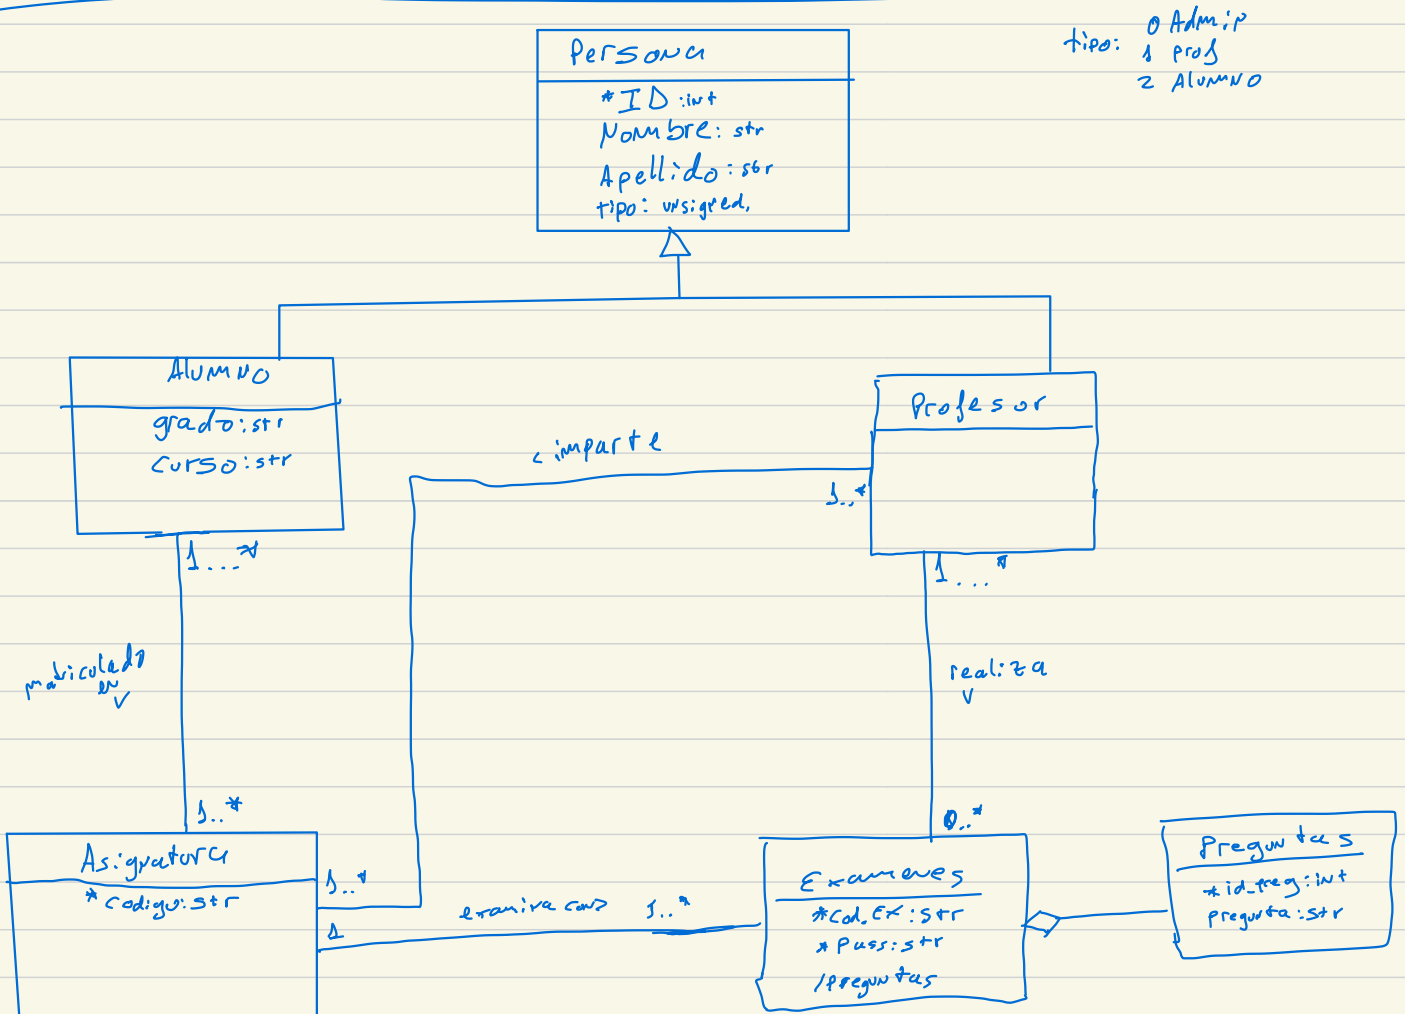 Persona
*ID:int
Nombre: str
Apellido: str
tipo: unsigned,
tipo:
0 Admin
1 prof
2 Alumno
Alumno
grado: str
curso: str
1...*
Profesor
1...*
< imparte
1..*
matriculado
en
v
realiza
v
1..*
0..*
Asignatura
* codigo: str
1..*
1
examina con>
1..*
Examenes
*Cod_Ex: str
* Pass: str
/Preguntas
Preguntas
*id_preg: int
pregunta: str